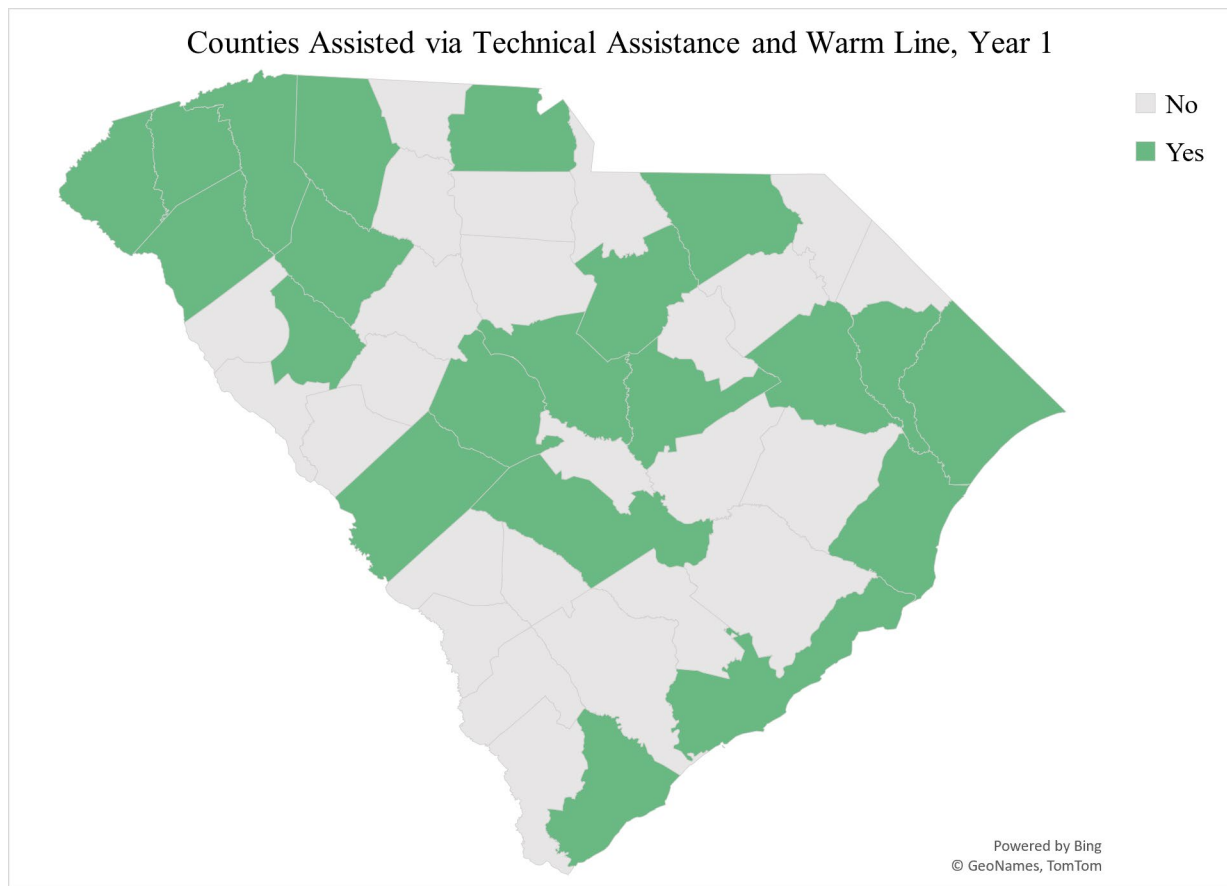 Counties Assisted via Technical Assistance and Warm Line, Year 1
No
Yes
Powered by Bing
© GeoNames, TomTom